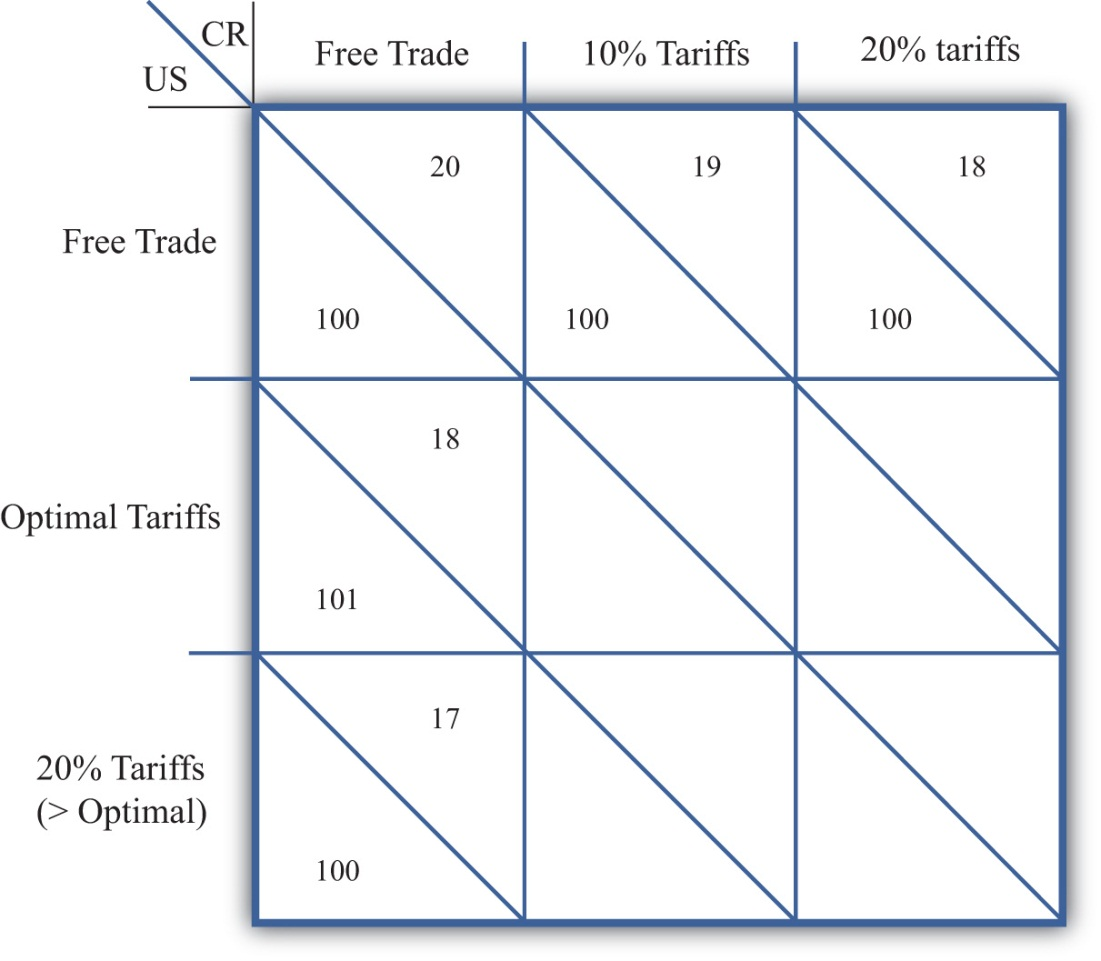 CR
US
Free Trade
10% Tariffs
20% tariffs
Free Trade
20
19
18
100
100
100
Optimal Tariffs
18
101
20% Tariffs
(> Optimal)
17
100